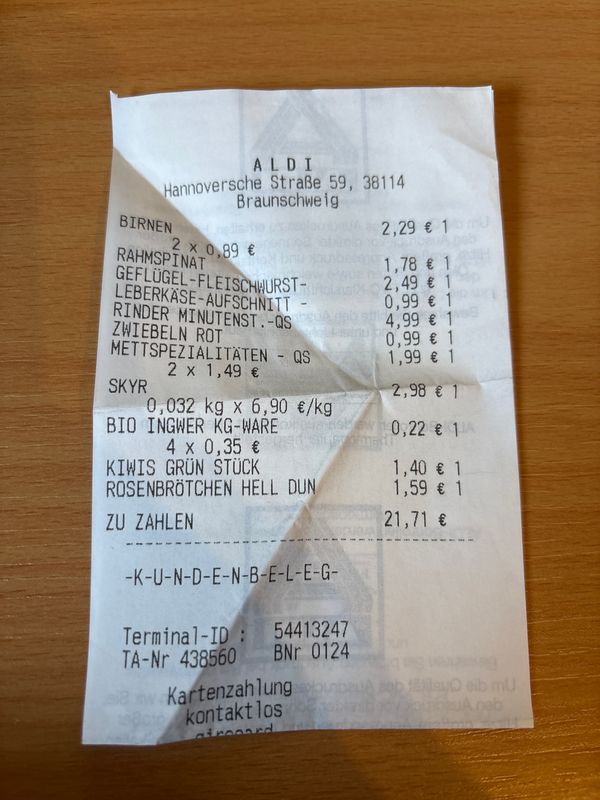 A L D I
Hannoversche Straße 59, 38114
Braunschweig
BIRNEN 2,29 € 1
2 x 0,89 €
RAHMSPINAT 1,78 € 1
GEFLÜGEL-FLEISCHWURST- 2,49 € 1
LEBERKÄSE-AUFSCHNITT - 0,99 € 1
RINDER MINUTENST.-QS 4,99 € 1
ZWIEBELN ROT 0,99 € 1
METTSPEZIALITÄTEN - QS 1,99 € 1
2 x 1,49 €
SKYR 2,98 € 1
0,032 kg x 6,90 €/kg
BIO INGWER KG-WARE 0,22 € 1
4 x 0,35 €
KIWIS GRÜN STÜCK 1,40 € 1
ROSENBRÖTCHEN HELL DUN 1,59 € 1
ZU ZAHLEN 21,71 €
-K-U-N-D-E-N-B-E-L-E-G-
Terminal-ID : 54413247
TA-Nr 438560 BNr 0124
Kartenzahlung
kontaktlos
girocard